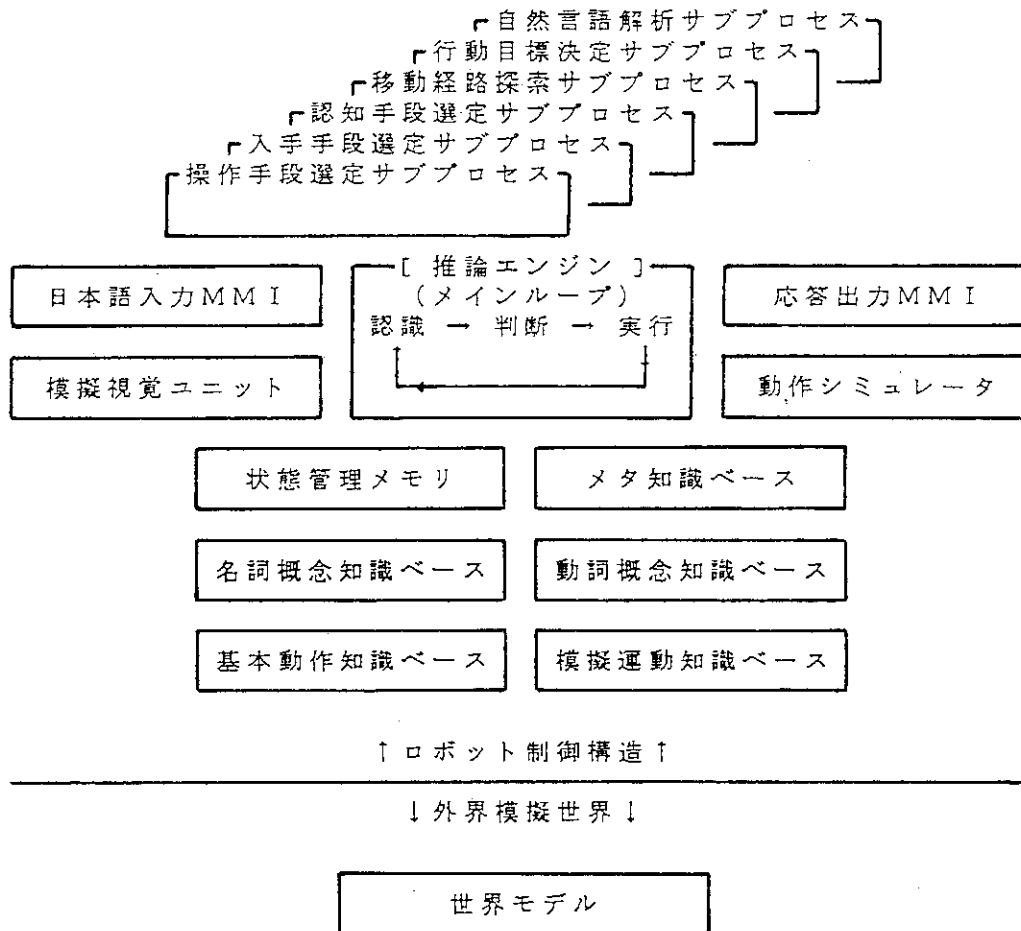 自然言語解析サブプロセス
行動目標決定サブプロセス
移動経路探索サブプロセス
認知手段選定サブプロセス
入手手段選定サブプロセス
操作手段選定サブプロセス
[ 推論エンジン ]
日本語入力MMI (メインループ) 応答出力MMI
認識 → 判断 → 実行
模擬視覚ユニット 動作シミュレータ
状態管理メモリ メタ知識ベース
名詞概念知識ベース 動詞概念知識ベース
基本動作知識ベース 模擬運動知識ベース
↑ロボット制御構造↑
↓外界模擬世界↓
世界モデル